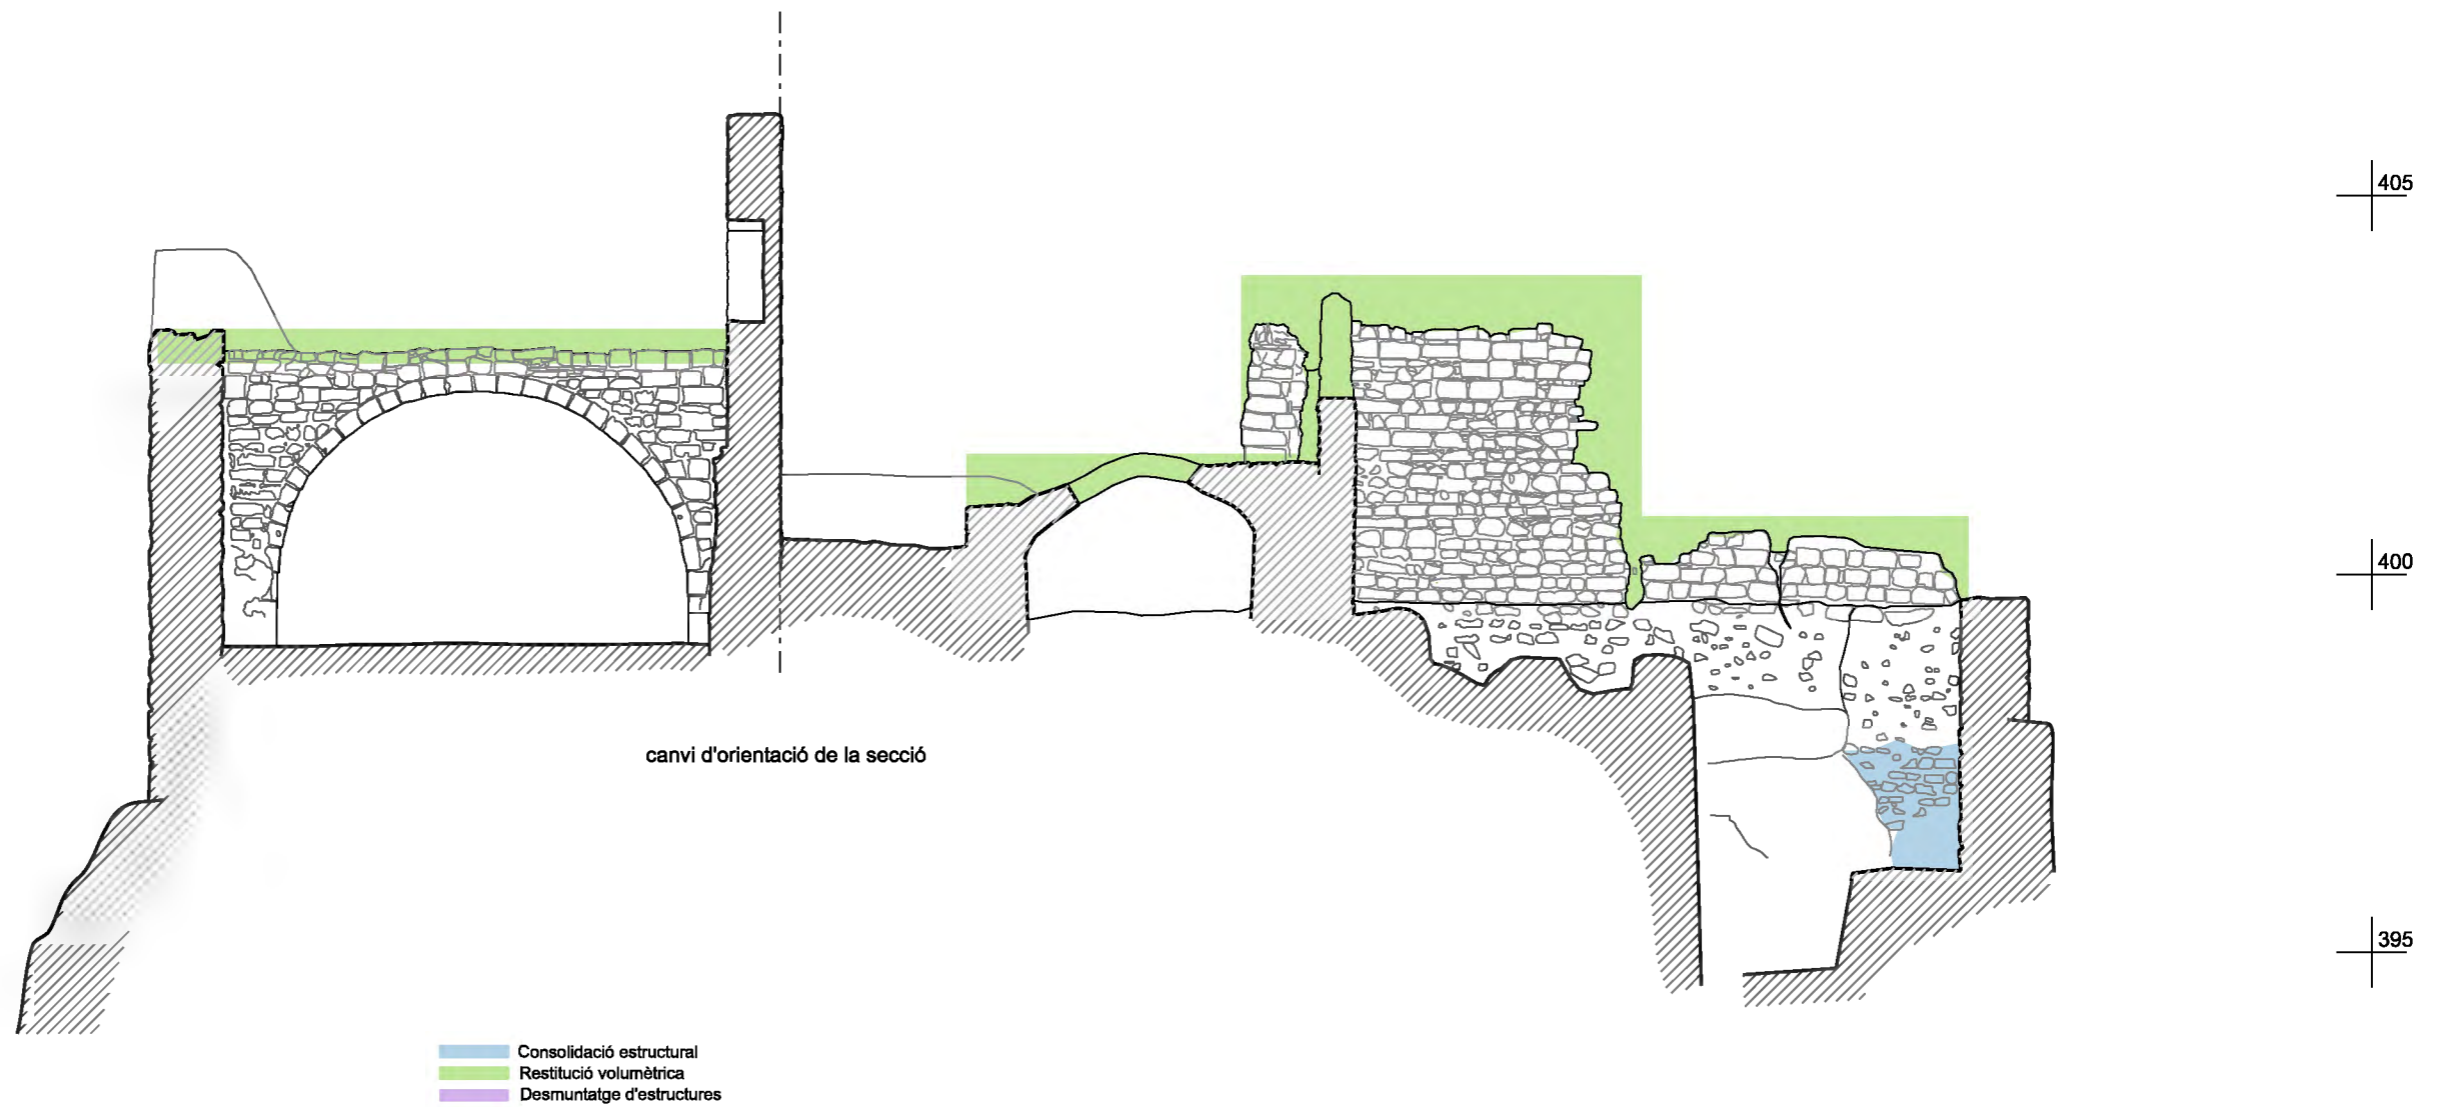 405
400
canvi d'orientació de la secció
395
Consolidació estructural
Restitució volumètrica
Desmuntatge d'estructures